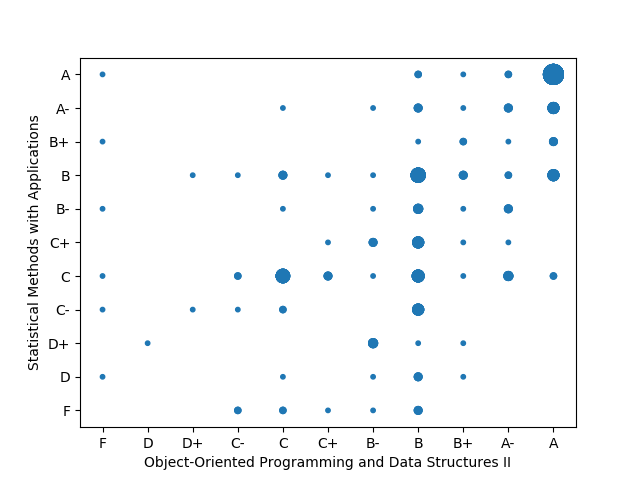 Statistical Methods with Applications
A
A-
B+
B
B-
C+
C
C-
D+
D
F
F D D+ C- C C+ B- B B+ A- A
Object-Oriented Programming and Data Structures II